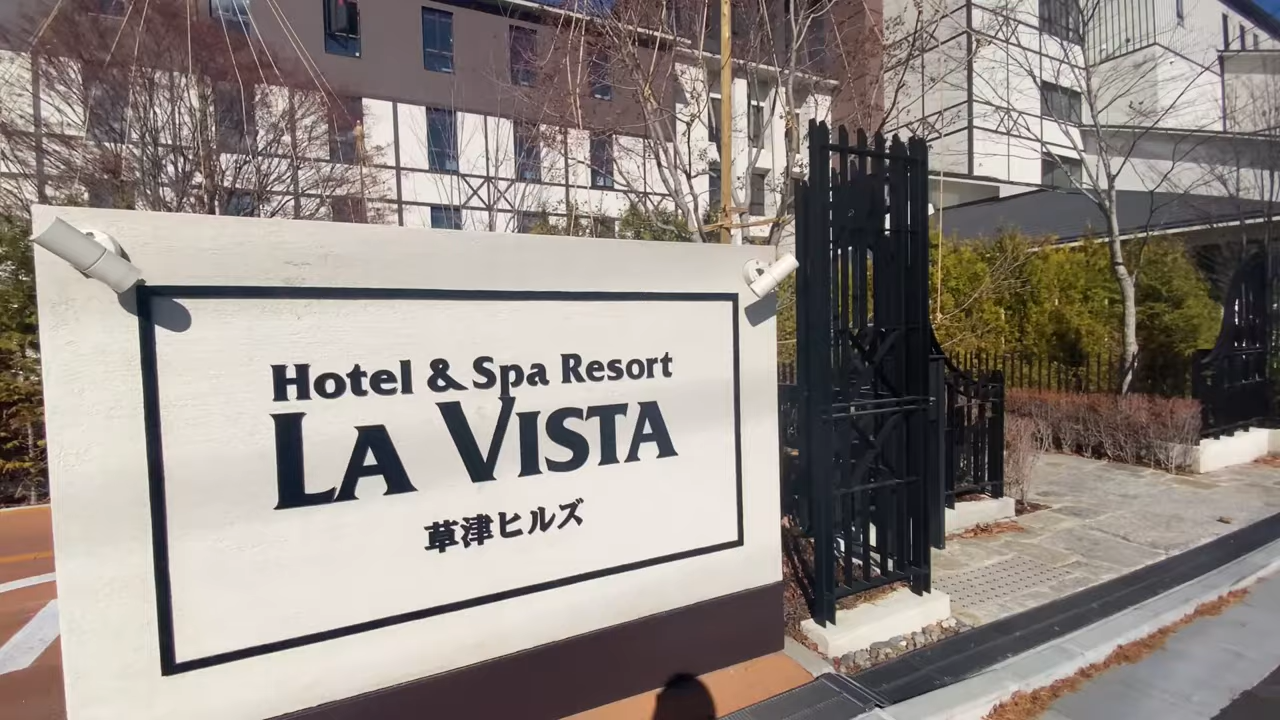 Hotel & Spa Resort
LA VISTA
草津ヒルズ